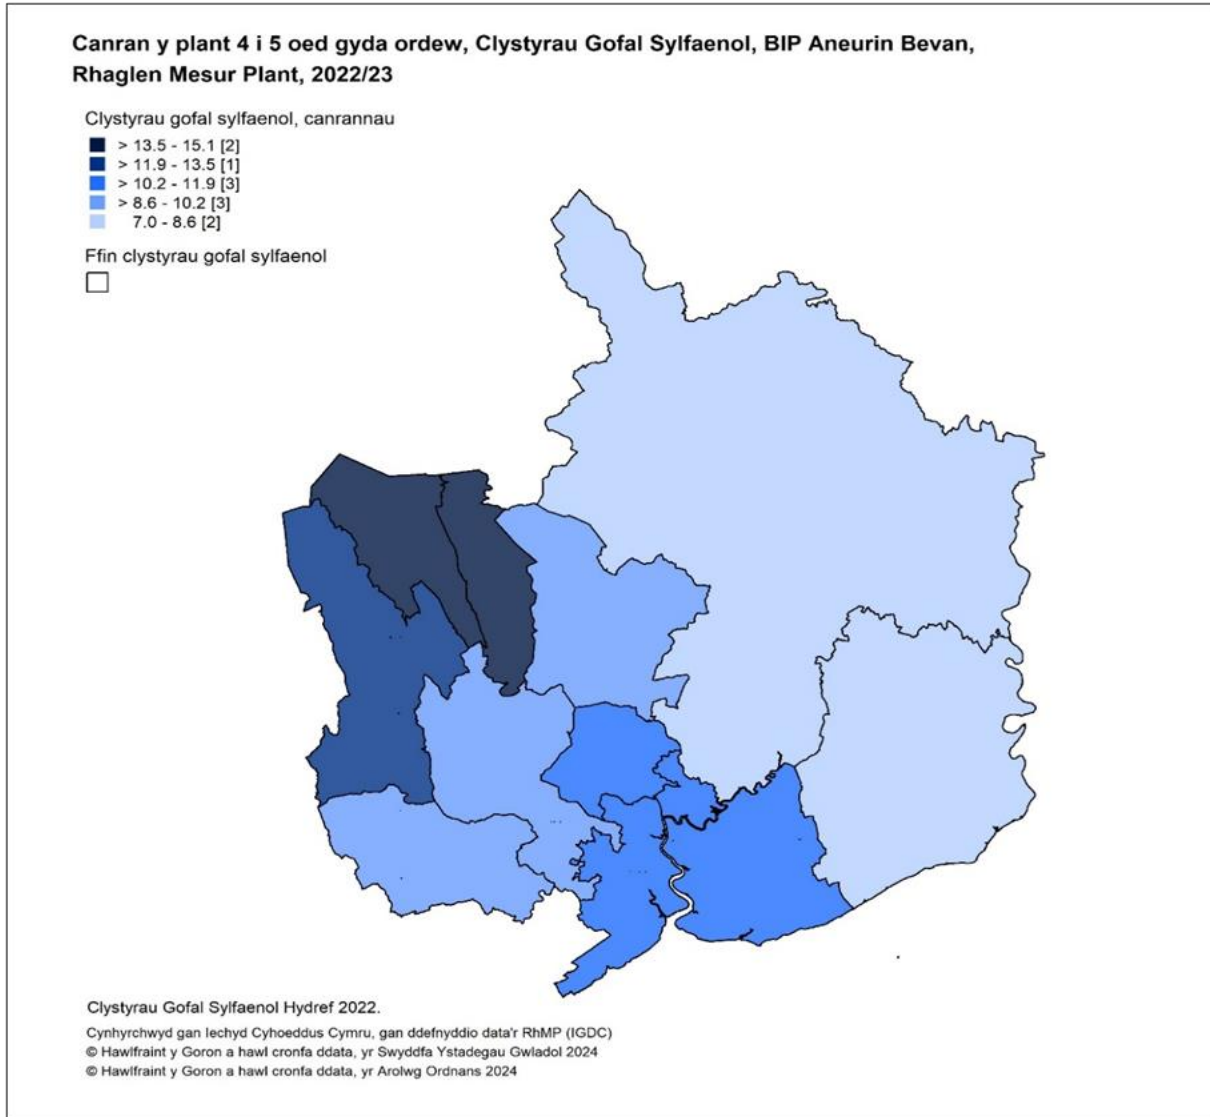 Canran y plant 4 i 5 oed gyda ordew, Clystyrau Gofal Sylfaenol, BIP Aneurin Bevan,
Rhaglen Mesur Plant, 2022/23
Clystyrau gofal sylfaenol, canrannau
> 13.5 - 15.1 [2]
> 11.9 - 13.5 [1]
> 10.2 - 11.9 [3]
> 8.6 - 10.2 [3]
7.0 - 8.6 [2]
Ffin clystyrau gofal sylfaenol
Clystyrau Gofal Sylfaenol Hydref 2022.
Cynhyrchwyd gan Iechyd Cyhoeddus Cymru, gan ddefnyddio data'r RhMP (IGDC)
© Hawlfraint y Goron a hawl cronfa ddata, yr Swyddfa Ystadegau Gwladol 2024
© Hawlfraint y Goron a hawl cronfa ddata, yr Arolwg Ordnans 2024